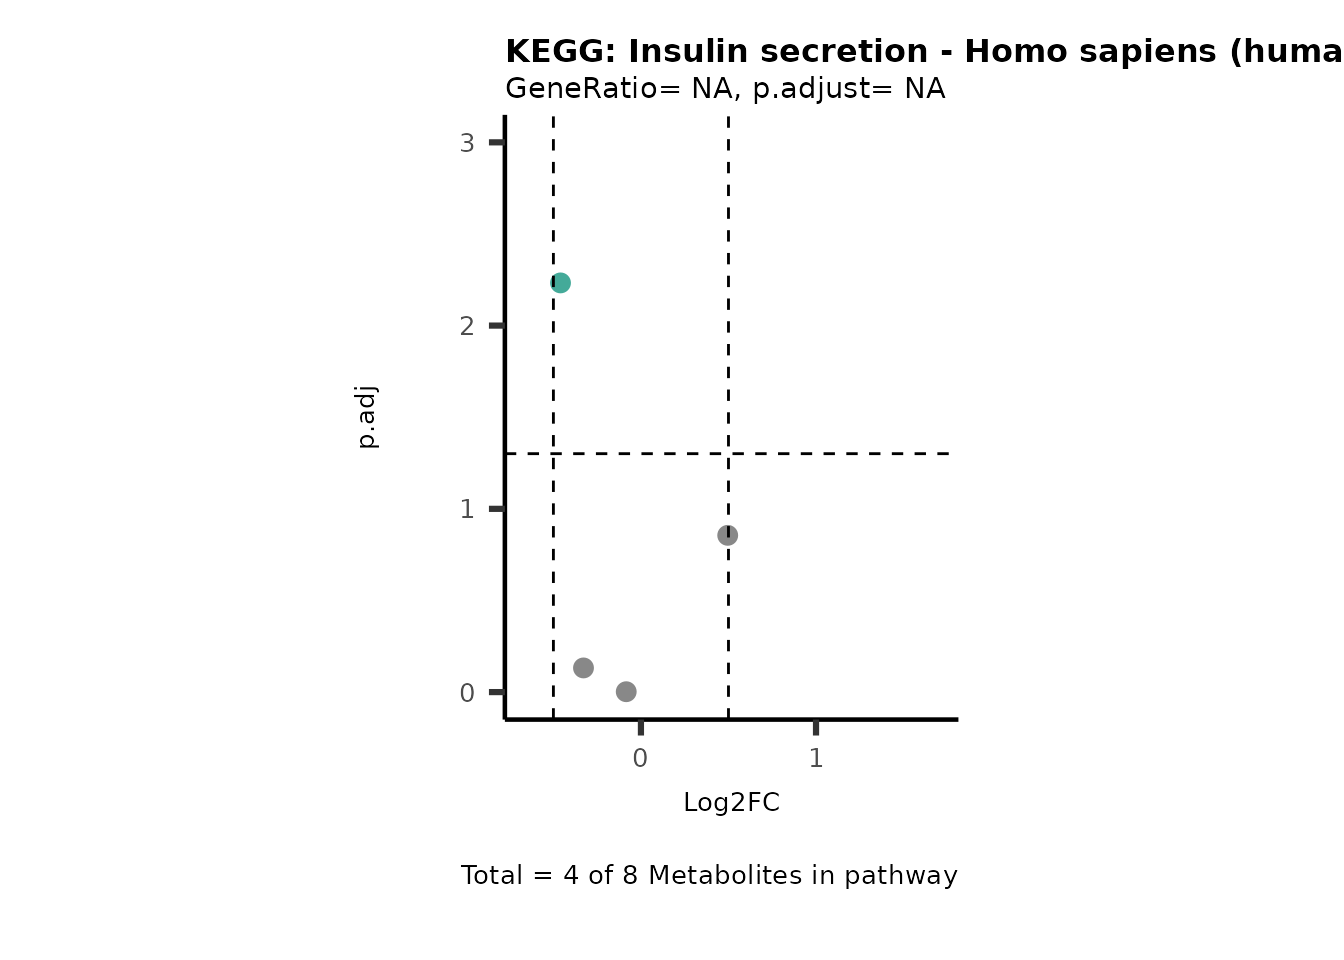 KEGG: Insulin secretion - Homo sapiens (huma
GeneRatio= NA, p.adjust= NA
3
2
1
0
p.adj
0 1
Log2FC
Total = 4 of 8 Metabolites in pathway